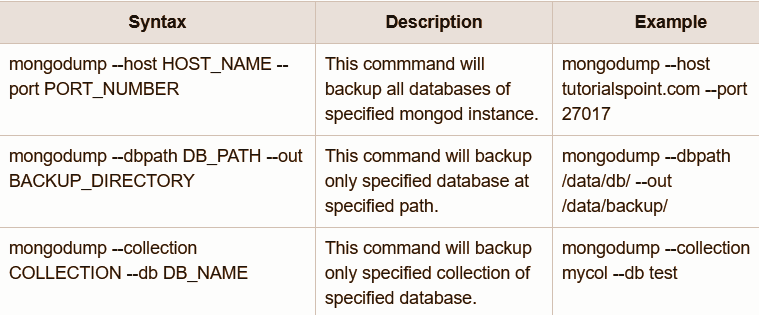 Syntax
Description
Example
mongodump --host HOST_NAME --
port PORT_NUMBER
This commmand will
backup all databases of
specified mongod instance.
mongodump --host
tutorialspoint.com --port
27017
mongodump --dbpath DB_PATH --out
BACKUP_DIRECTORY
This command will backup
only specified database at
specified path.
mongodump --dbpath
/data/db/ --out
/data/backup/
mongodump --collection
COLLECTION --db DB_NAME
This command will backup
only specified collection of
specified database.
mongodump --collection
mycol --db test